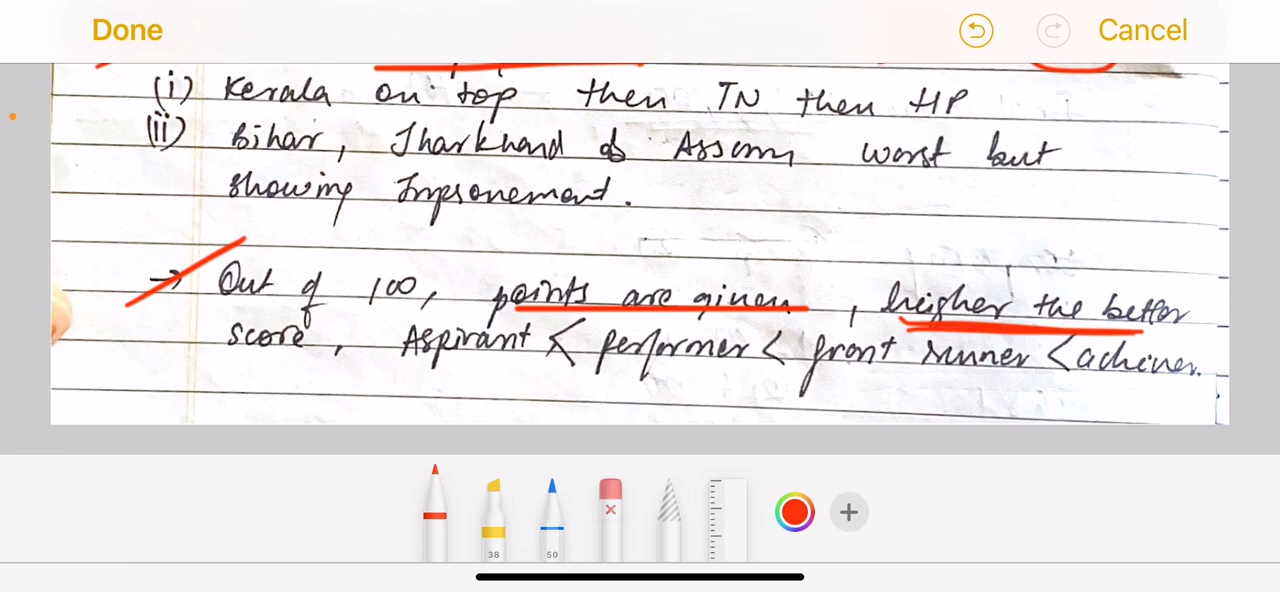 Done
Cancel
(i) Kerala on top then TN then HP
(ii) Bihar, Jharkhand & Assam worst but
showing Improvement.
→ Out of 100, points are given, higher the better
score, Aspirant < performer < front runner < achiever.
38
50